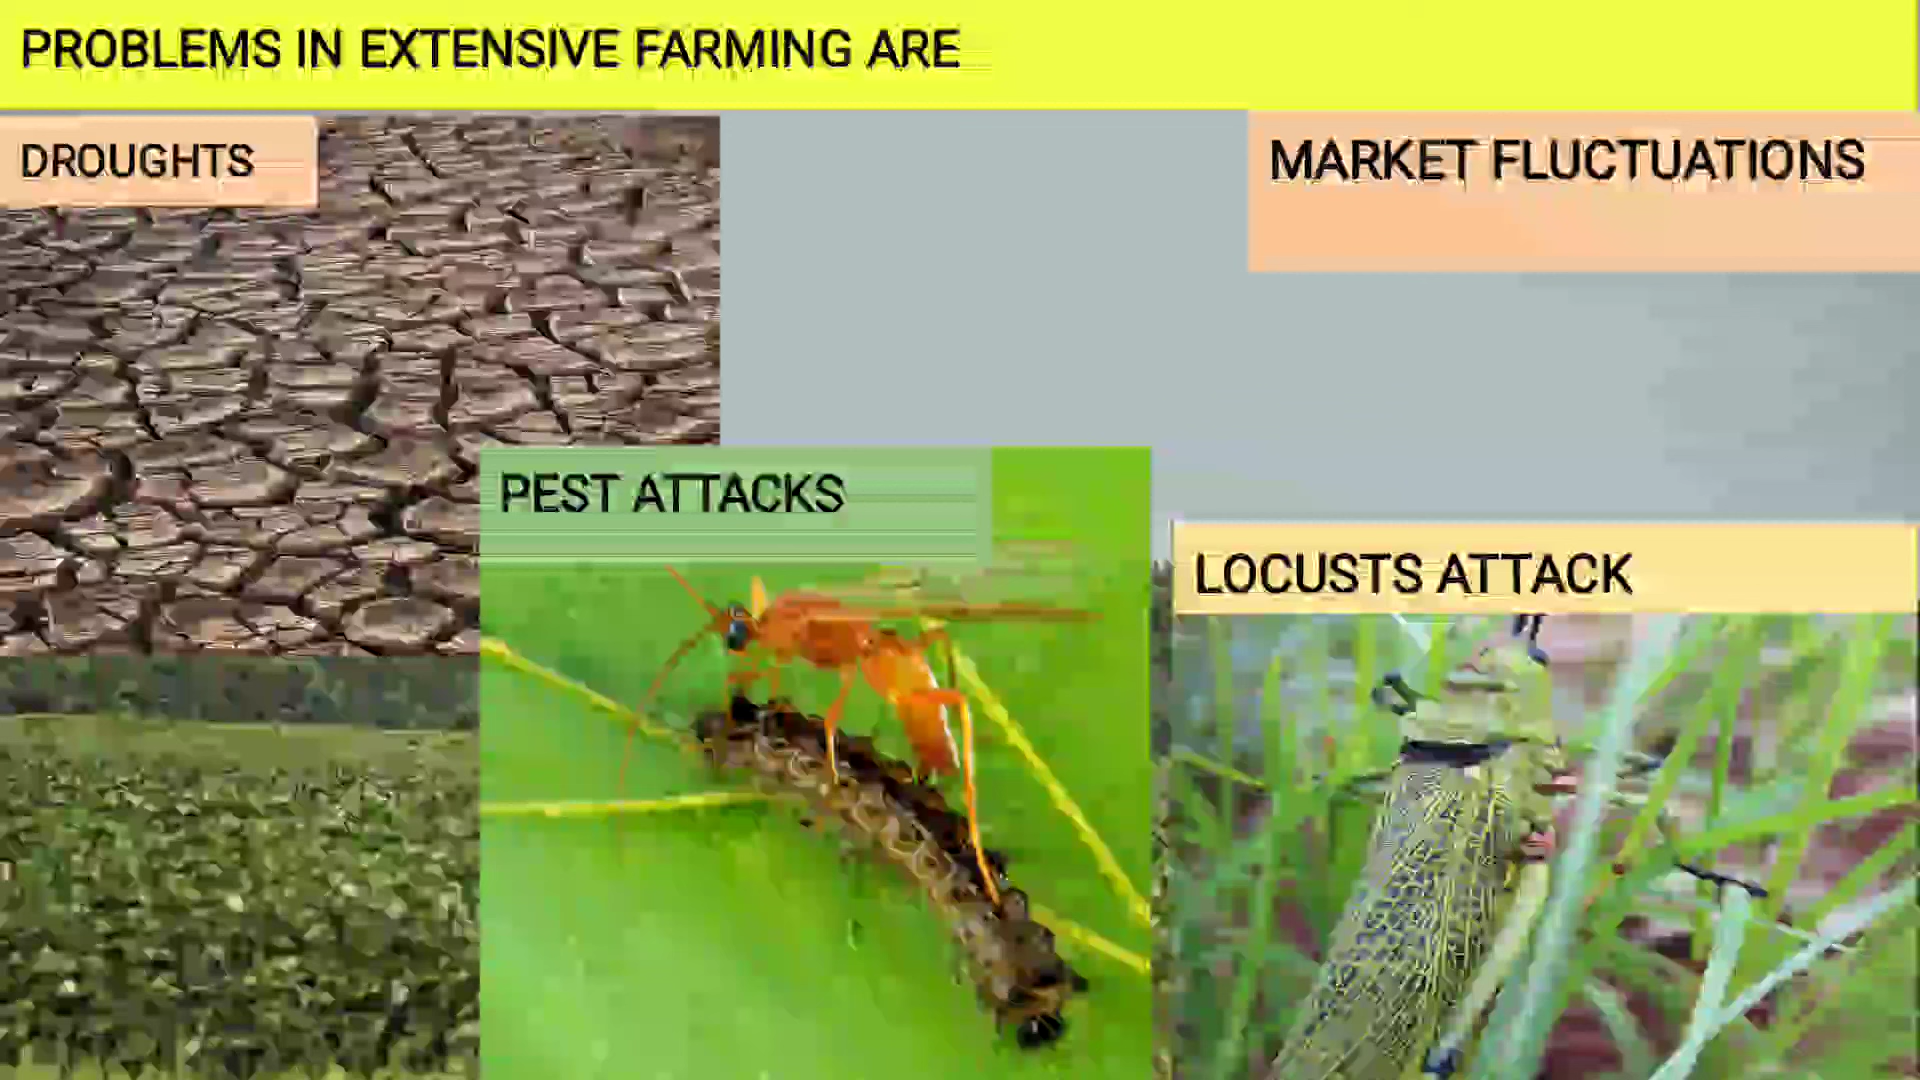 PROBLEMS IN EXTENSIVE FARMING ARE
DROUGHTS
MARKET FLUCTUATIONS
PEST ATTACKS
LOCUSTS ATTACK